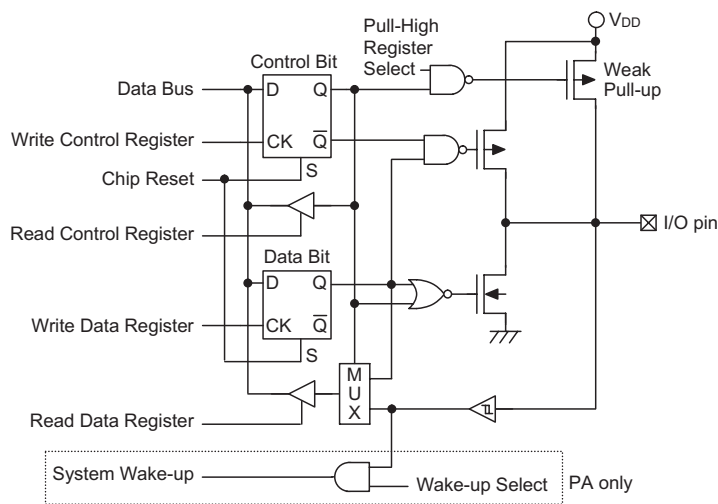 VDD
Pull-High
Register
Select
Control Bit
Weak
Pull-up
Data Bus
D
Q
Write Control Register
CK
Q
S
Chip Reset
I/O pin
Read Control Register
Data Bit
D
Q
Write Data Register
CK
Q
S
M
U
X
Read Data Register
System Wake-up
Wake-up Select
PA only